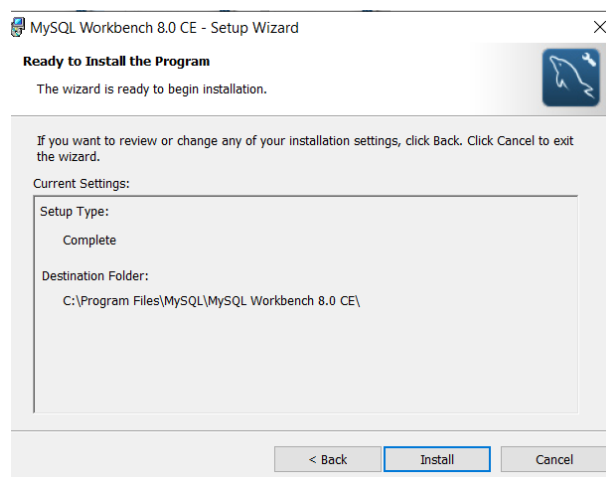 MySQL Workbench 8.0 CE - Setup Wizard
Ready to Install the Program
The wizard is ready to begin installation.
If you want to review or change any of your installation settings, click Back. Click Cancel to exit
the wizard.
Current Settings:
Setup Type:
Complete
Destination Folder:
C:\Program Files\MySQL\MySQL Workbench 8.0 CE\
< Back Install Cancel